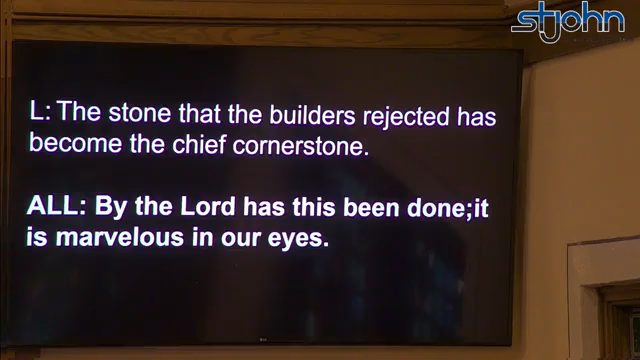 stjohn
L: The stone that the builders rejected has
become the chief cornerstone.
ALL: By the Lord has this been done;it
is marvelous in our eyes.